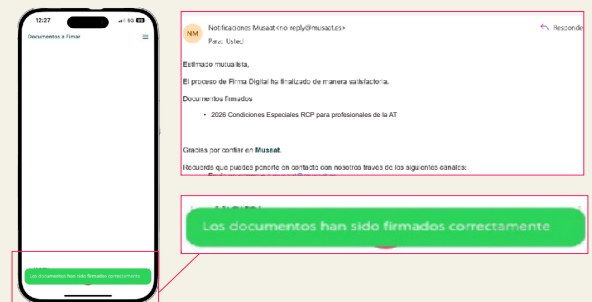 12:27
5G
Documentos a Firmar
Los documentos han sido firmados correctamente
NM
Notificaciones Musaat<no-reply@musaat.es>
Para: Usted
Responder
Estimado mutualista,
El proceso de Firma Digital ha finalizado de manera satisfactoria.
Documentos firmados
• 2026 Condiciones Especiales RCP para profesionales de la AT
Gracias por confiar en Musaat.
Recuerda que puedes ponerte en contacto con nosotros traves de los siguientes canales:
Los documentos han sido firmados correctamente